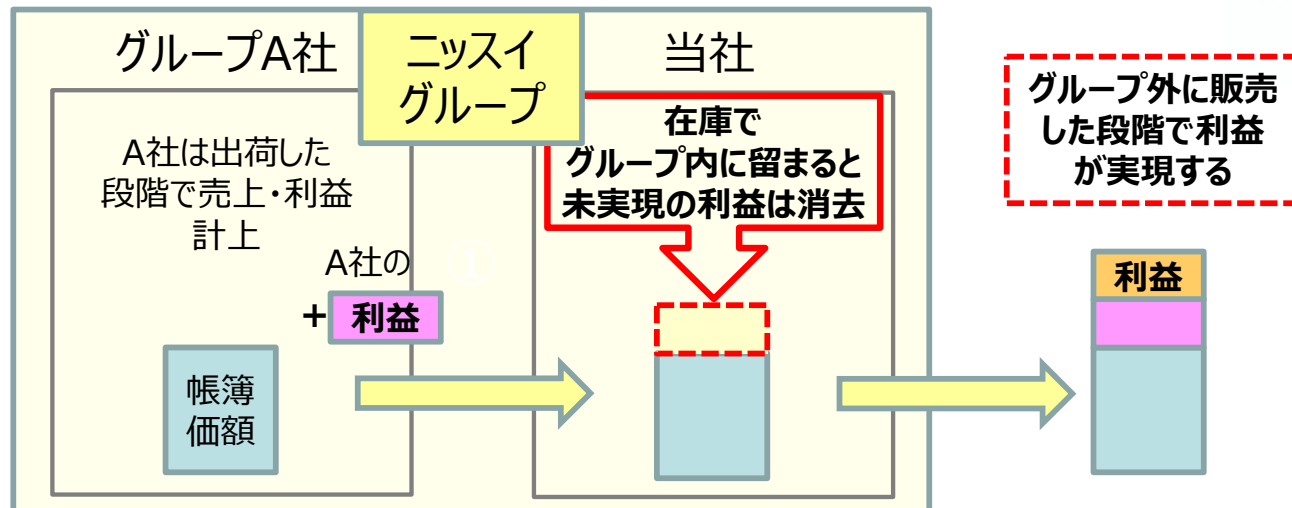 グループA社
ニッスイ
グループ
当社
A社は出荷した
段階で売上・利益
計上
A社の
+ 利益
帳簿
価額
在庫で
グループ内に留まると
未実現の利益は消去
グループ外に販売
した段階で利益
が実現する
利益